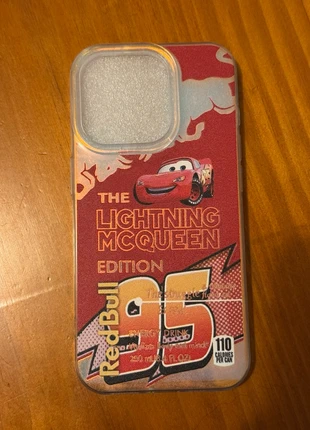 THE
LIGHTNING
MCQUEEN
EDITION
95
Red Bull
ENERGY DRINK
110
CALORIES
PER CAN